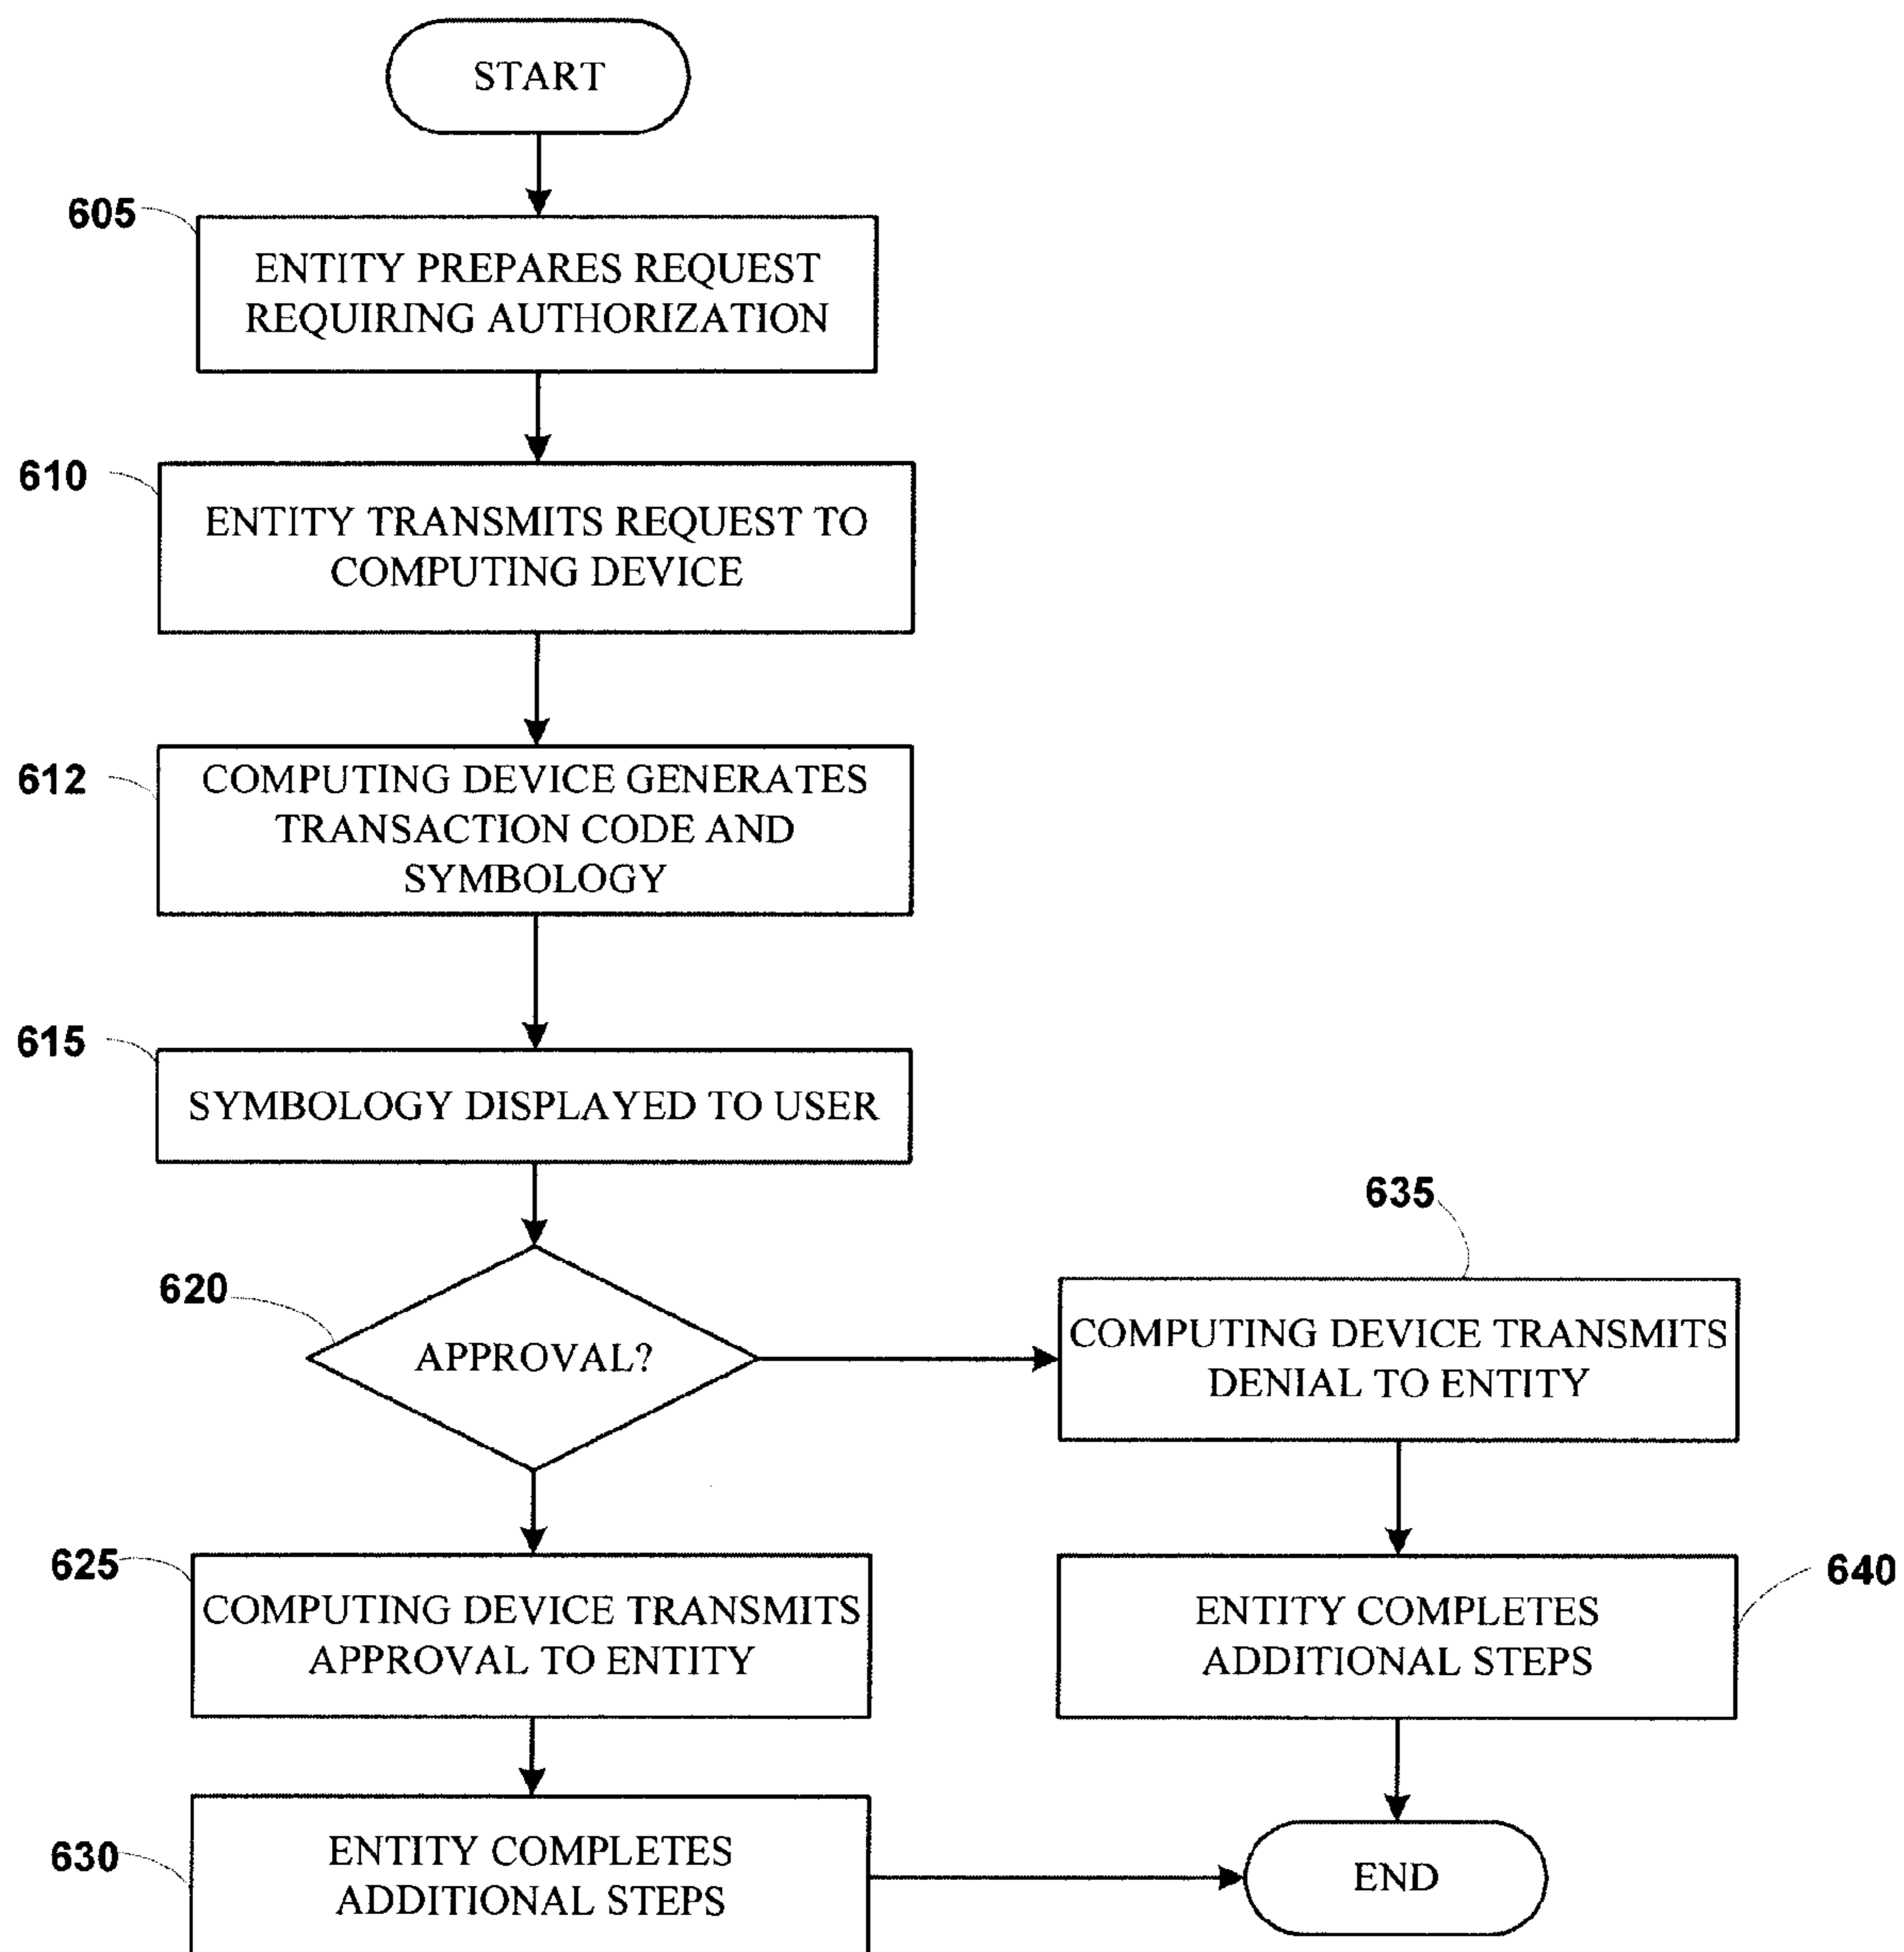 START
605
ENTITY PREPARES REQUEST
REQUIRING AUTHORIZATION
610
ENTITY TRANSMITS REQUEST TO
COMPUTING DEVICE
612
COMPUTING DEVICE GENERATES
TRANSACTION CODE AND
SYMBOLOGY
615
SYMBOLOGY DISPLAYED TO USER
620
APPROVAL?
635
COMPUTING DEVICE TRANSMITS
DENIAL TO ENTITY
625
COMPUTING DEVICE TRANSMITS
APPROVAL TO ENTITY
640
ENTITY COMPLETES
ADDITIONAL STEPS
630
ENTITY COMPLETES
ADDITIONAL STEPS
END